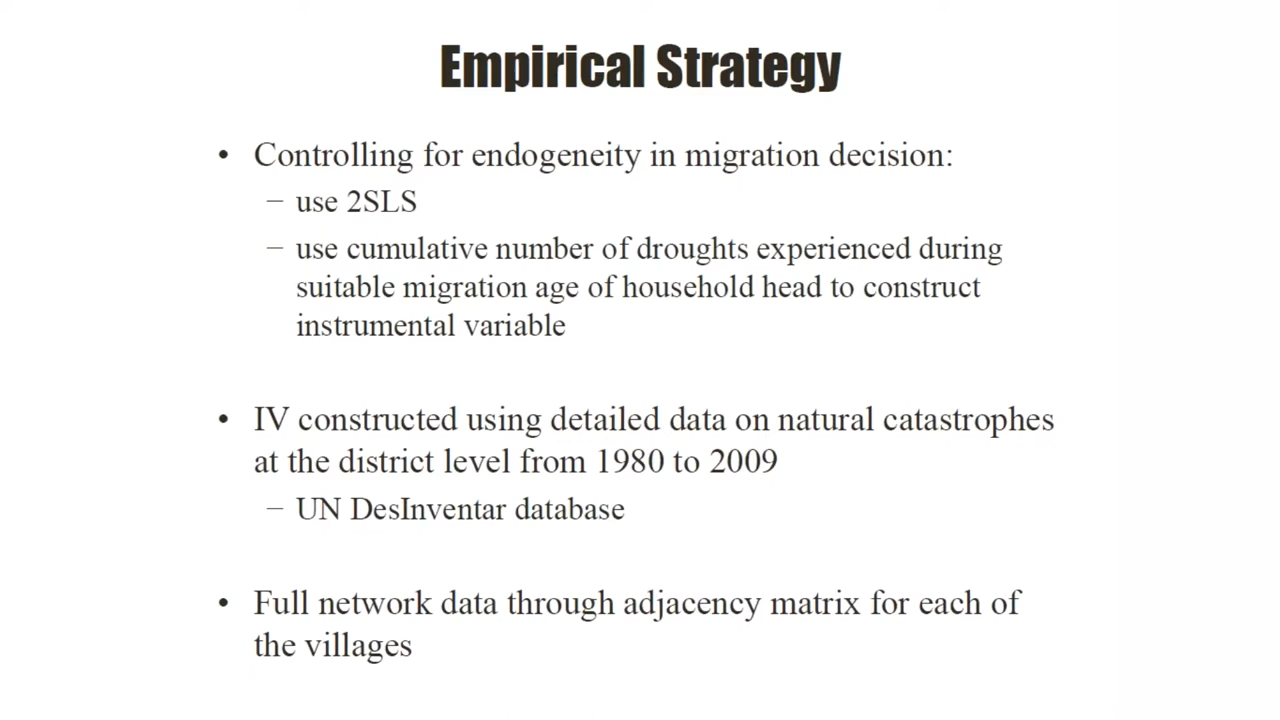 Empirical Strategy
• Controlling for endogeneity in migration decision:
– use 2SLS
– use cumulative number of droughts experienced during
suitable migration age of household head to construct
instrumental variable
• IV constructed using detailed data on natural catastrophes
at the district level from 1980 to 2009
– UN DesInventar database
• Full network data through adjacency matrix for each of
the villages